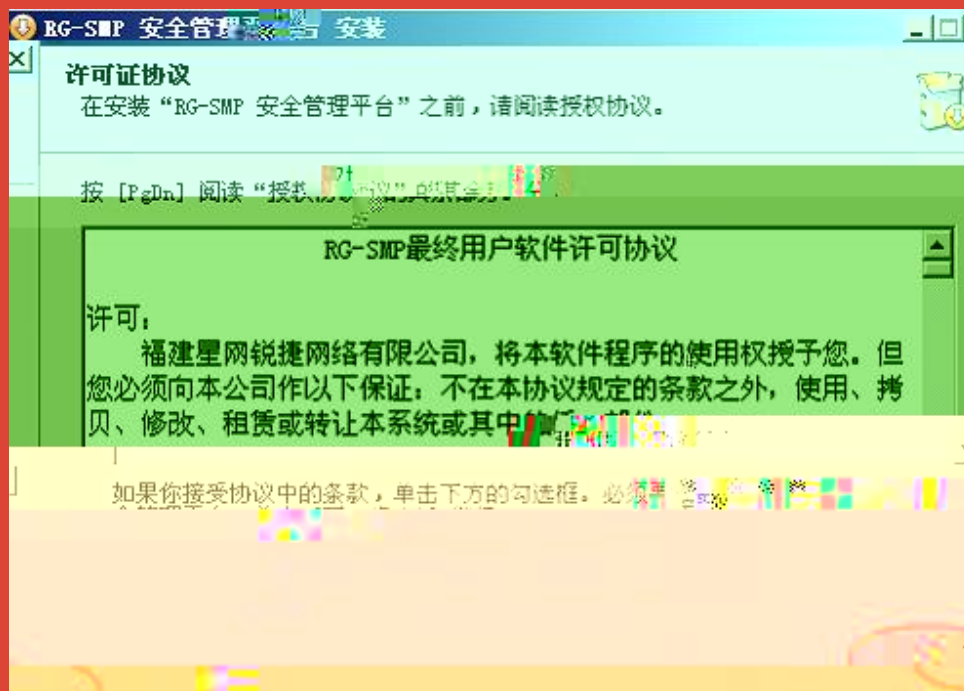 RG-SMP 安全管理 安装
许可证协议
在安装“RG-SMP 安全管理平台”之前，请阅读授权协议。
按 [PgDn] 阅读“授权
RG-SMP最终用户软件许可协议
许可：
福建星网锐捷网络有限公司，将本软件程序的使用权授予您。但
您必须向本公司作以下保证：不在本协议规定的条款之外，使用、拷
贝、修改、租赁或转让本系统或其中
如果你接受协议中的条款，单击下方的勾选框。必须